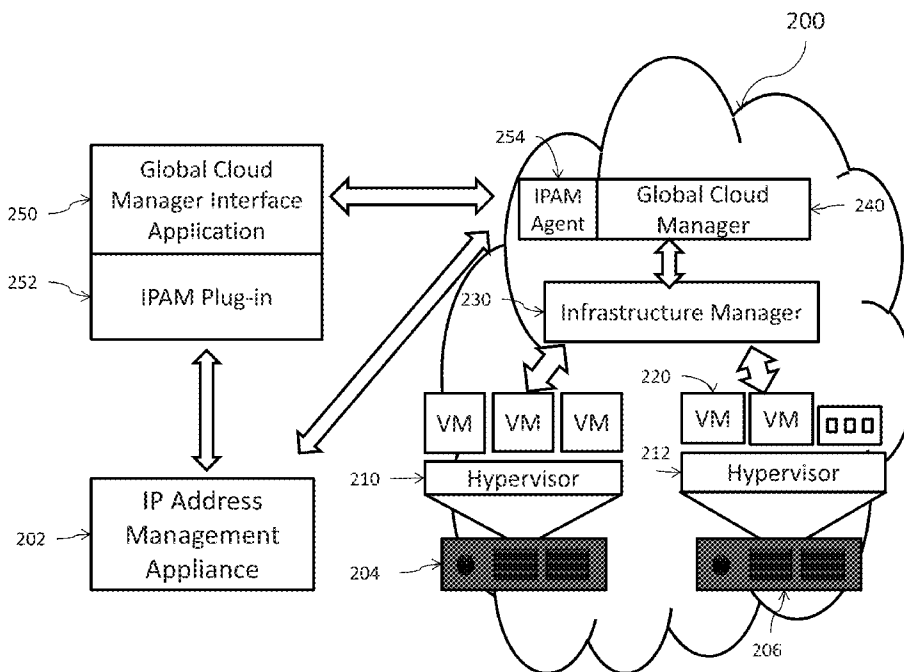 200
254
Global Cloud
Manager Interface
Application
250
IPAM
Agent
Global Cloud
Manager
240
252
IPAM Plug-in
230
Infrastructure Manager
220
VM
VM
VM
VM
VM
210
Hypervisor
212
Hypervisor
IP Address
Management
Appliance
202
204
206